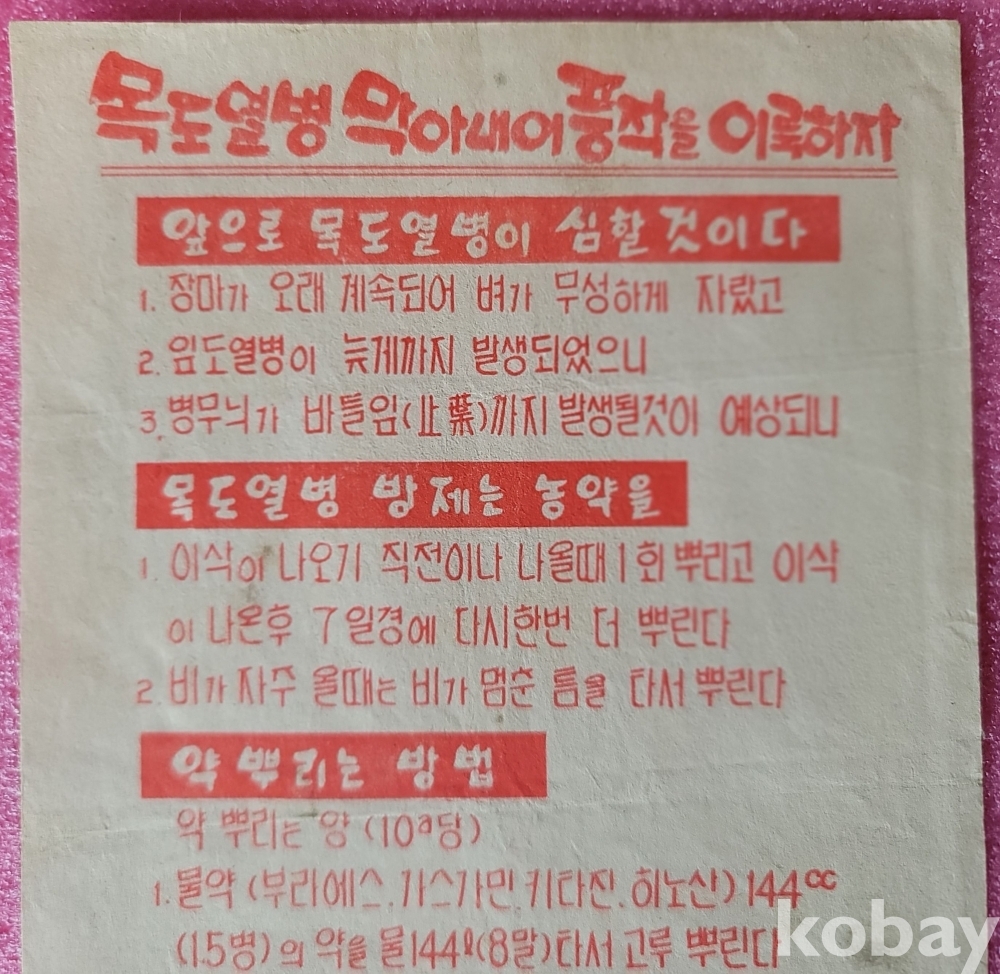 목도열병 막아내어 풍작을 이룩하자
앞으로 목도열병이 심할 것이다
1. 장마가 오래 계속되어 벼가 무성하게 자랐고
2. 잎도열병이 늦게까지 발생되었으니
3. 병무늬가 바틀잎(止葉)까지 발생될것이 예상되니
목도열병 방제는 농약을
1. 이삭이 나오기 직전이나 나올때 1회 뿌리고 이삭
이 나온후 7일경에 다시한번 더 뿌린다
2. 비가 자주 올때는 비가 멈춘 틈을 타서 뿌린다
약 뿌리는 방법
약 뿌리는 양 (10a당)
1. 물약 (부라에스. 가스가민. 키타진. 히노산) 144cc
(1.5병)의 약을 물144ℓ(8말)타서 고루 뿌린다
kobay